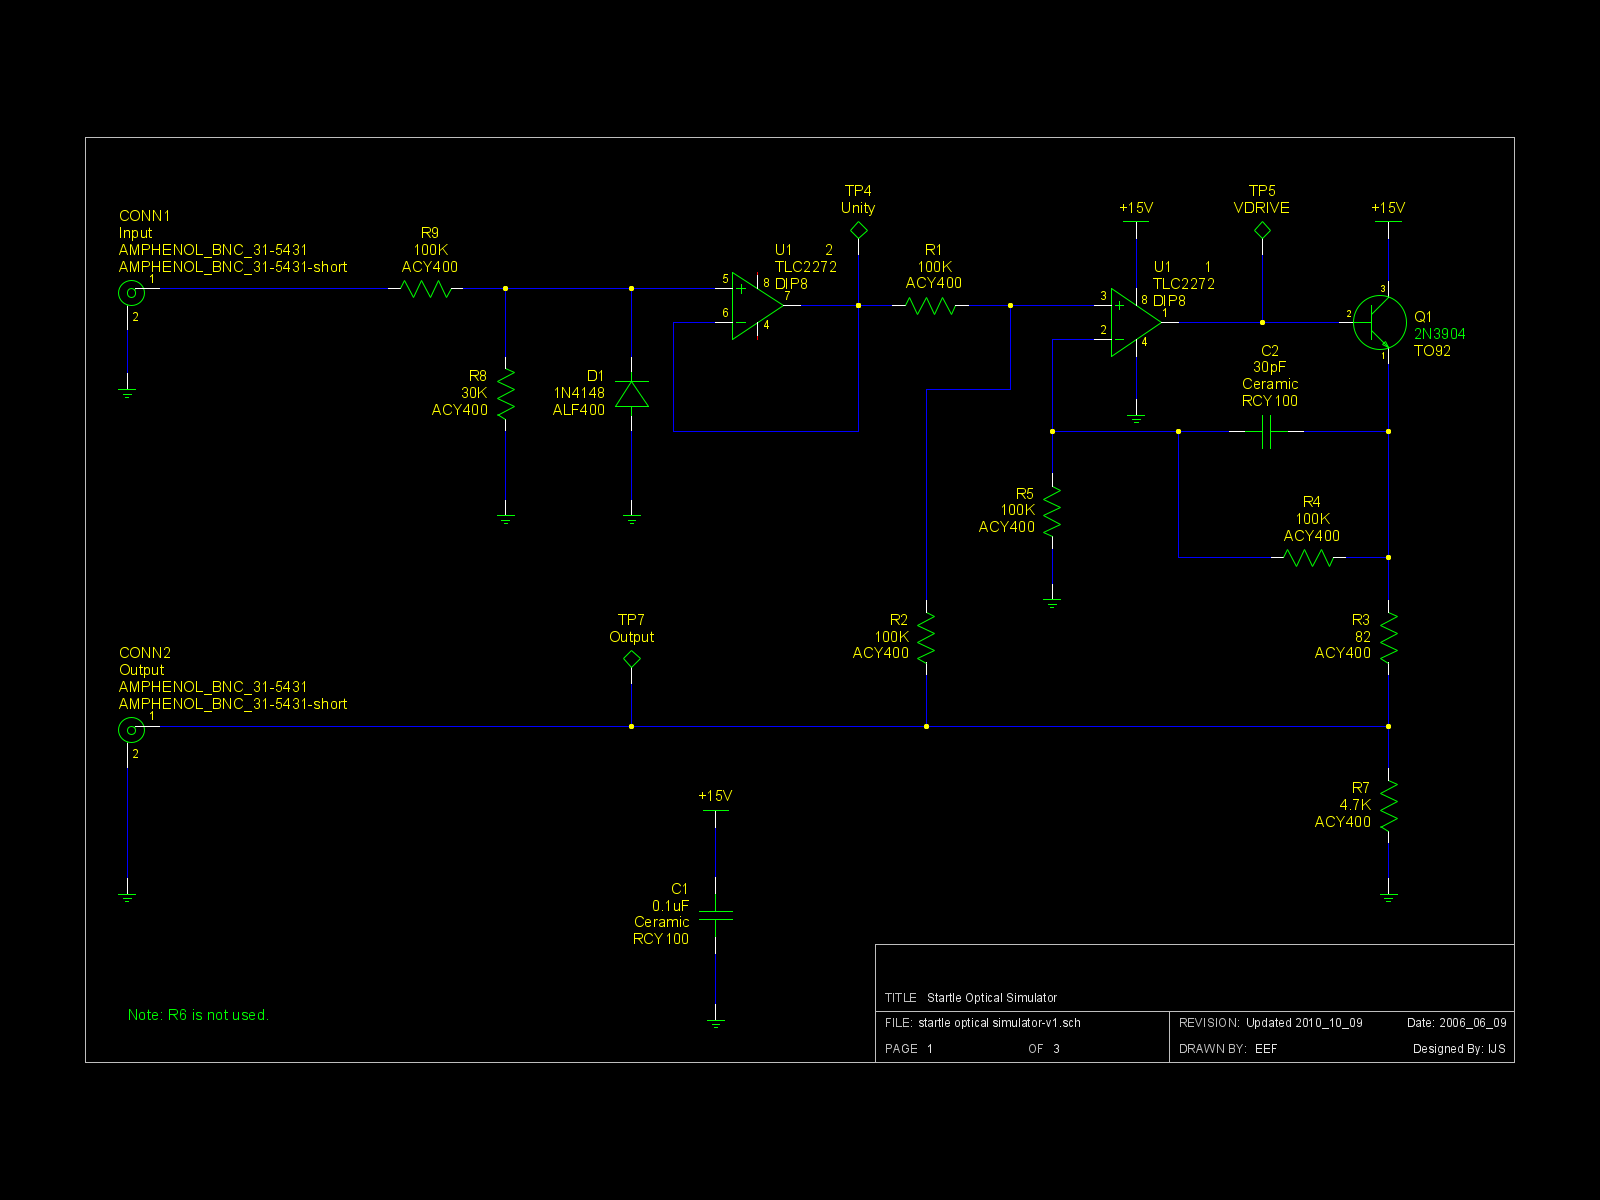 CONN1
Input
AMPHENOL_BNC_31-5431
AMPHENOL_BNC_31-5431-short
1
2
R9
100K
ACY400
R8
30K
ACY400
D1
1N4148
ALF400
U1 2
TLC2272
DIP8
5
6
8
7
4
TP4
Unity
R1
100K
ACY400
+15V
U1 1
TLC2272
DIP8
3
2
8
1
4
TP5
VDRIVE
+15V
3
2
1
Q1
2N3904
TO92
C2
30pF
Ceramic
RCY100
R5
100K
ACY400
R4
100K
ACY400
TP7
Output
R2
100K
ACY400
R3
82
ACY400
CONN2
Output
AMPHENOL_BNC_31-5431
AMPHENOL_BNC_31-5431-short
1
2
R7
4.7K
ACY400
+15V
C1
0.1uF
Ceramic
RCY100
Note: R6 is not used.
TITLE Startle Optical Simulator
FILE: startle optical simulator-v1.sch
REVISION: Updated 2010_10_09
Date: 2006_06_09
PAGE 1 OF 3
DRAWN BY: EEF
Designed By: IJS